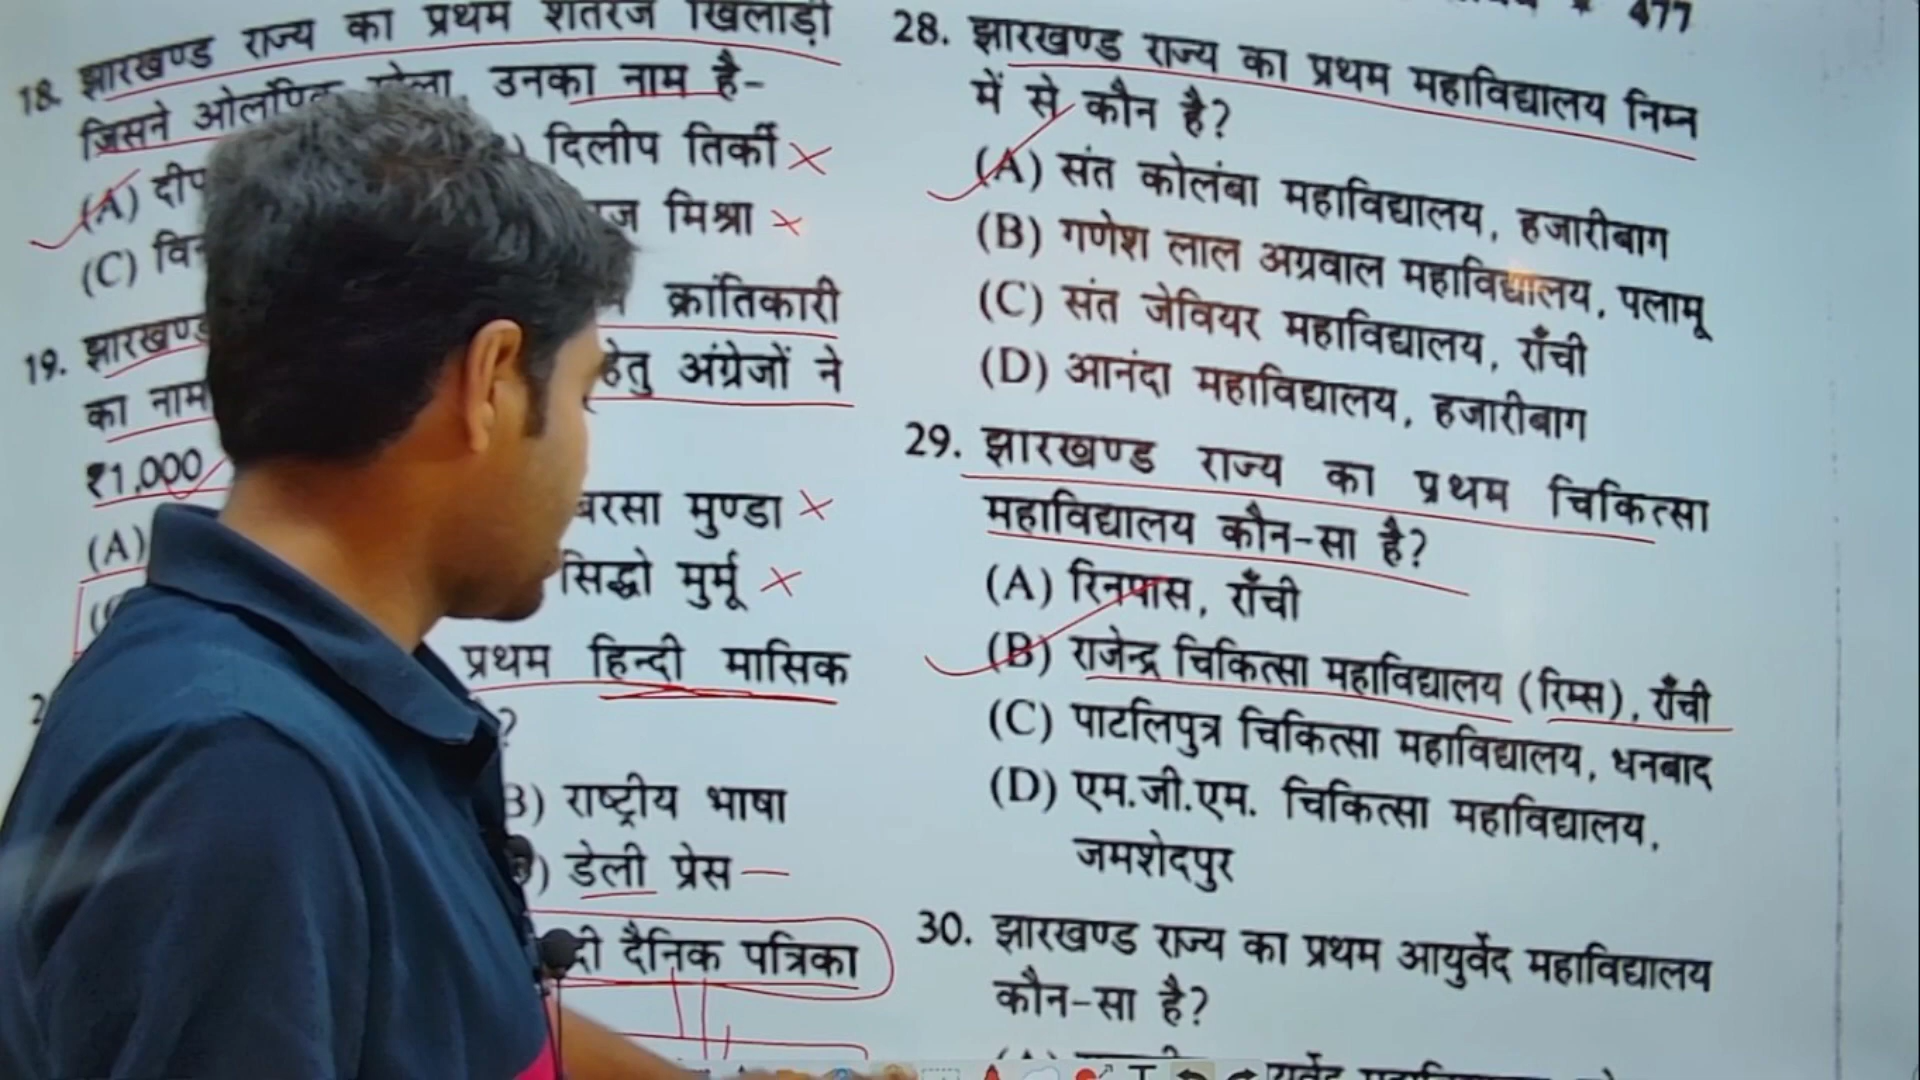 477
18. झारखण्ड राज्य का प्रथम शतरंज खिलाड़ी
जिसने ओलंपिक खेला, उनका नाम है-
(A) दीप
दिलीप तिर्की
(C)
मिश्रा
19. झारखण्ड
क्रांतिकारी
का नाम
हेतु अंग्रेजों ने
₹1,000
(A)
मुण्डा
सिद्धो मुर्मू
प्रथम हिन्दी मासिक
?
राष्ट्रीय भाषा
डेली प्रेस
दैनिक पत्रिका
28. झारखण्ड राज्य का प्रथम महाविद्यालय निम्न
में से कौन है?
(A) संत कोलंबा महाविद्यालय, हजारीबाग
(B) गणेश लाल अग्रवाल महाविद्यालय, पलामू
(C) संत जेवियर महाविद्यालय, राँची
(D) आनंदा महाविद्यालय, हजारीबाग
29. झारखण्ड राज्य का प्रथम चिकित्सा
महाविद्यालय कौन-सा है?
(A) रिनपास, राँची
(B) राजेन्द्र चिकित्सा महाविद्यालय (रिम्स), राँची
(C) पाटलिपुत्र चिकित्सा महाविद्यालय, धनबाद
(D) एम.जी.एम. चिकित्सा महाविद्यालय,
जमशेदपुर
30. झारखण्ड राज्य का प्रथम आयुर्वेद महाविद्यालय
कौन-सा है?